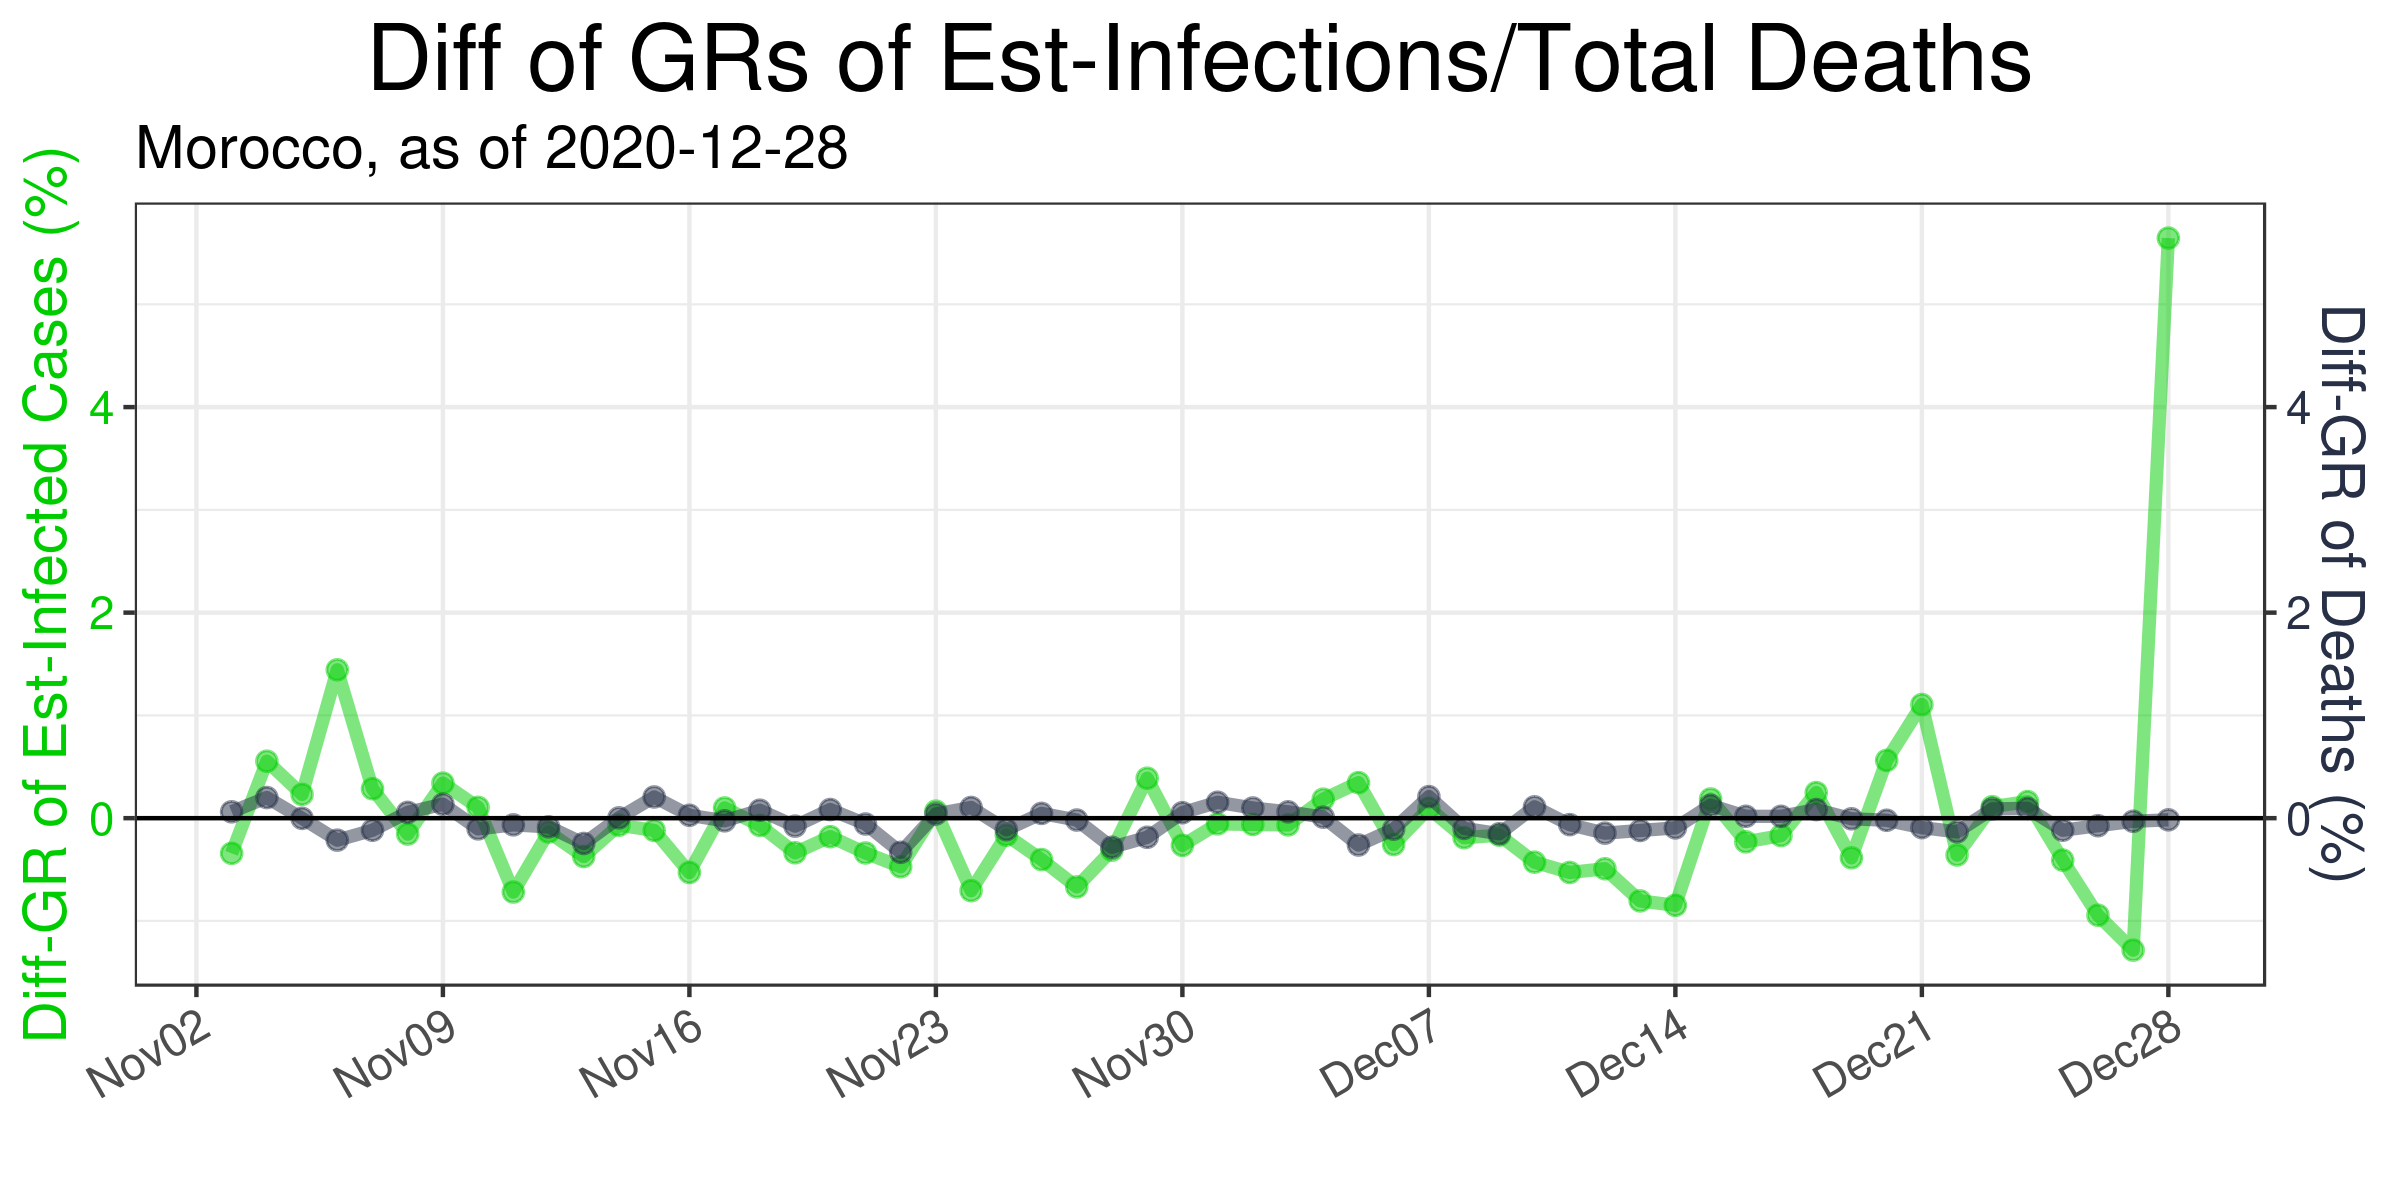 Diff of GRs of Est-Infections/Total Deaths
Morocco, as of 2020-12-28
Diff-GR of Est-Infected Cases (%)
4
2
0
4
2
0
Diff-GR of Deaths (%)
Nov02
Nov09
Nov16
Nov23
Nov30
Dec07
Dec14
Dec21
Dec28